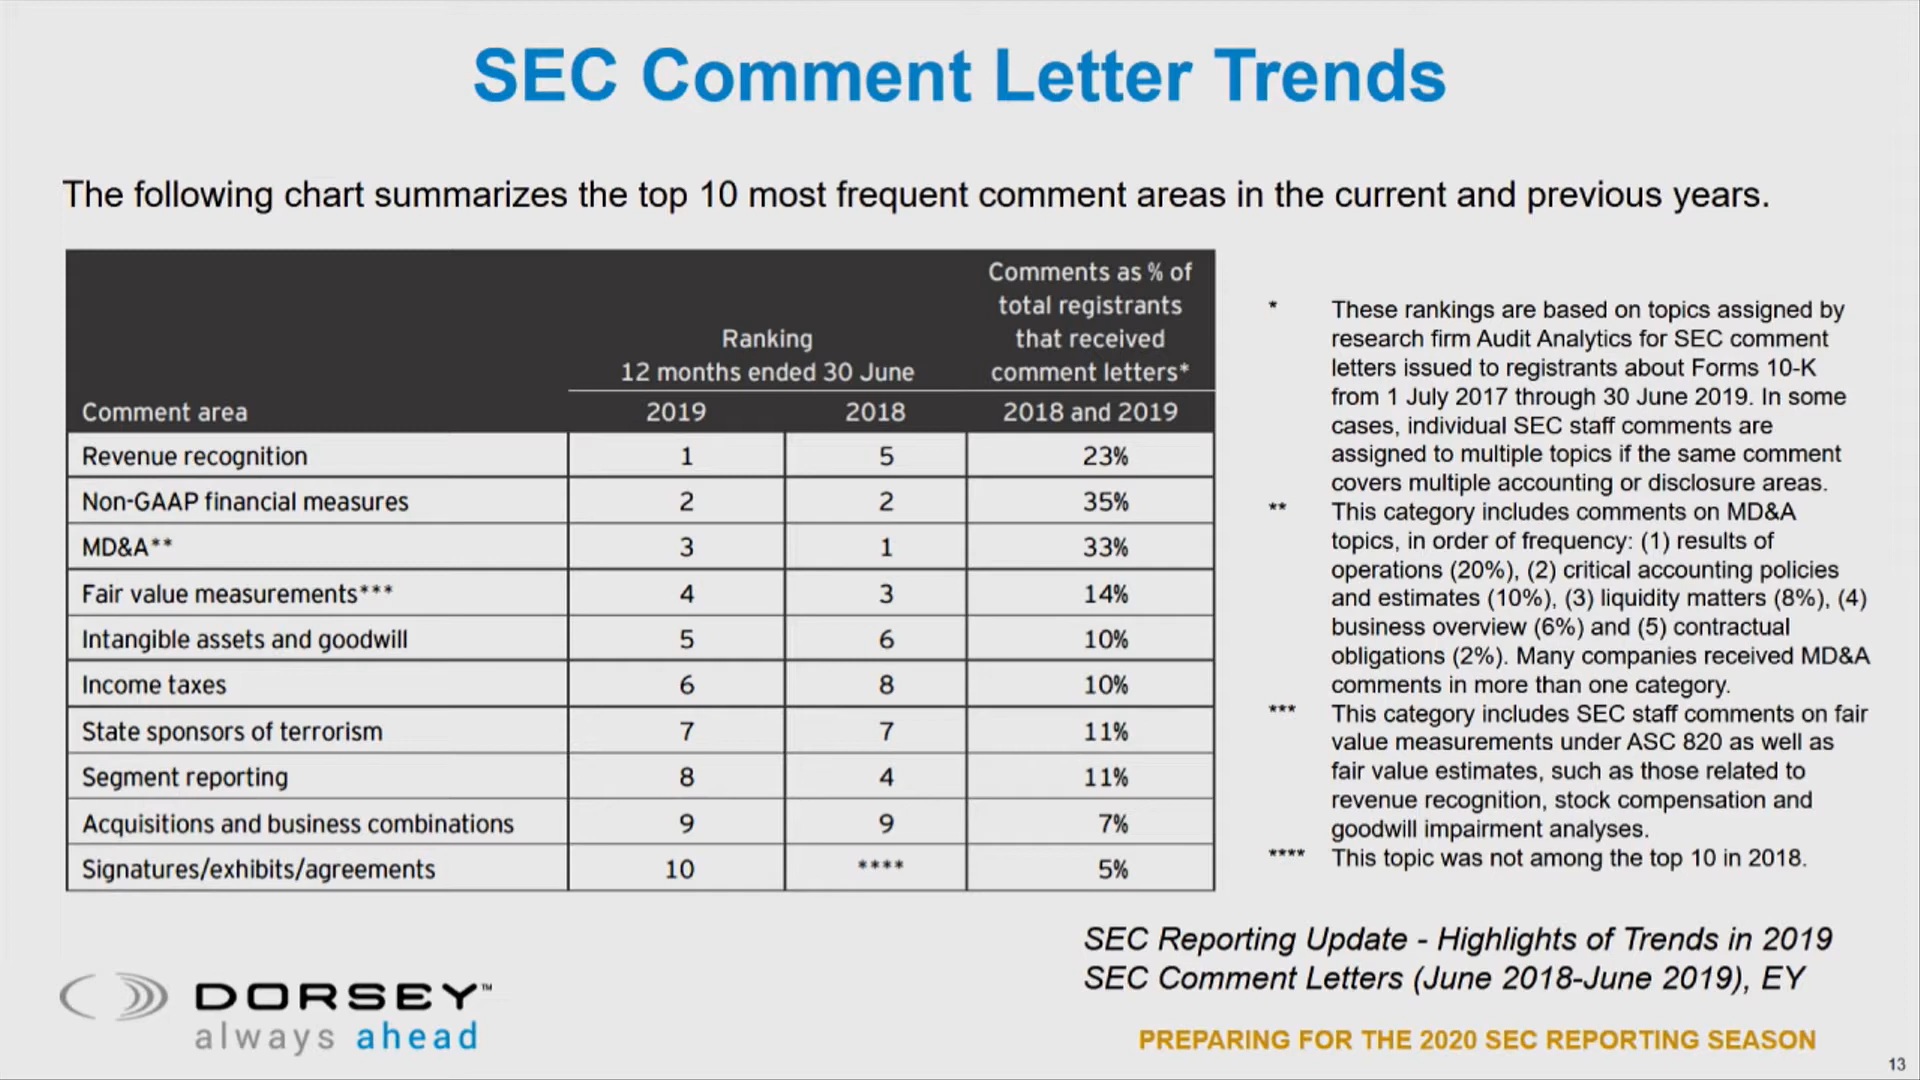 SEC Comment Letter Trends
The following chart summarizes the top 10 most frequent comment areas in the current and previous years.
Comments as % of
total registrants
Ranking that received
12 months ended 30 June comment letters*
Comment area 2019 2018 2018 and 2019
Revenue recognition 1 5 23%
Non-GAAP financial measures 2 2 35%
MD&A** 3 1 33%
Fair value measurements*** 4 3 14%
Intangible assets and goodwill 5 6 10%
Income taxes 6 8 10%
State sponsors of terrorism 7 7 11%
Segment reporting 8 4 11%
Acquisitions and business combinations 9 9 7%
Signatures/exhibits/agreements 10 **** 5%
* These rankings are based on topics assigned by
research firm Audit Analytics for SEC comment
letters issued to registrants about Forms 10-K
from 1 July 2017 through 30 June 2019. In some
cases, individual SEC staff comments are
assigned to multiple topics if the same comment
covers multiple accounting or disclosure areas.
** This category includes comments on MD&A
topics, in order of frequency: (1) results of
operations (20%), (2) critical accounting policies
and estimates (10%), (3) liquidity matters (8%), (4)
business overview (6%) and (5) contractual
obligations (2%). Many companies received MD&A
comments in more than one category.
*** This category includes SEC staff comments on fair
value measurements under ASC 820 as well as
fair value estimates, such as those related to
revenue recognition, stock compensation and
goodwill impairment analyses.
**** This topic was not among the top 10 in 2018.
SEC Reporting Update - Highlights of Trends in 2019
SEC Comment Letters (June 2018-June 2019), EY
DORSEY™
always ahead
PREPARING FOR THE 2020 SEC REPORTING SEASON
13